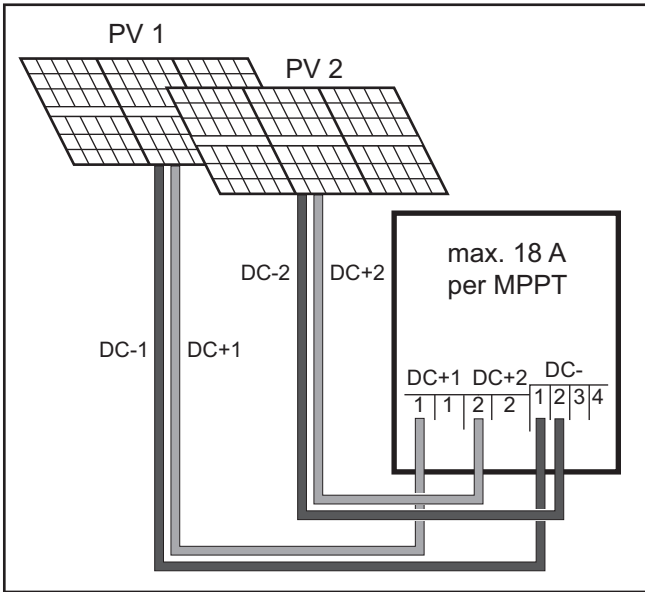 PV 1
PV 2
max. 18 A
per MPPT
DC-2
DC+2
DC-1
DC+1
DC+1 DC+2 DC-
1 1 2 2 1 2 3 4